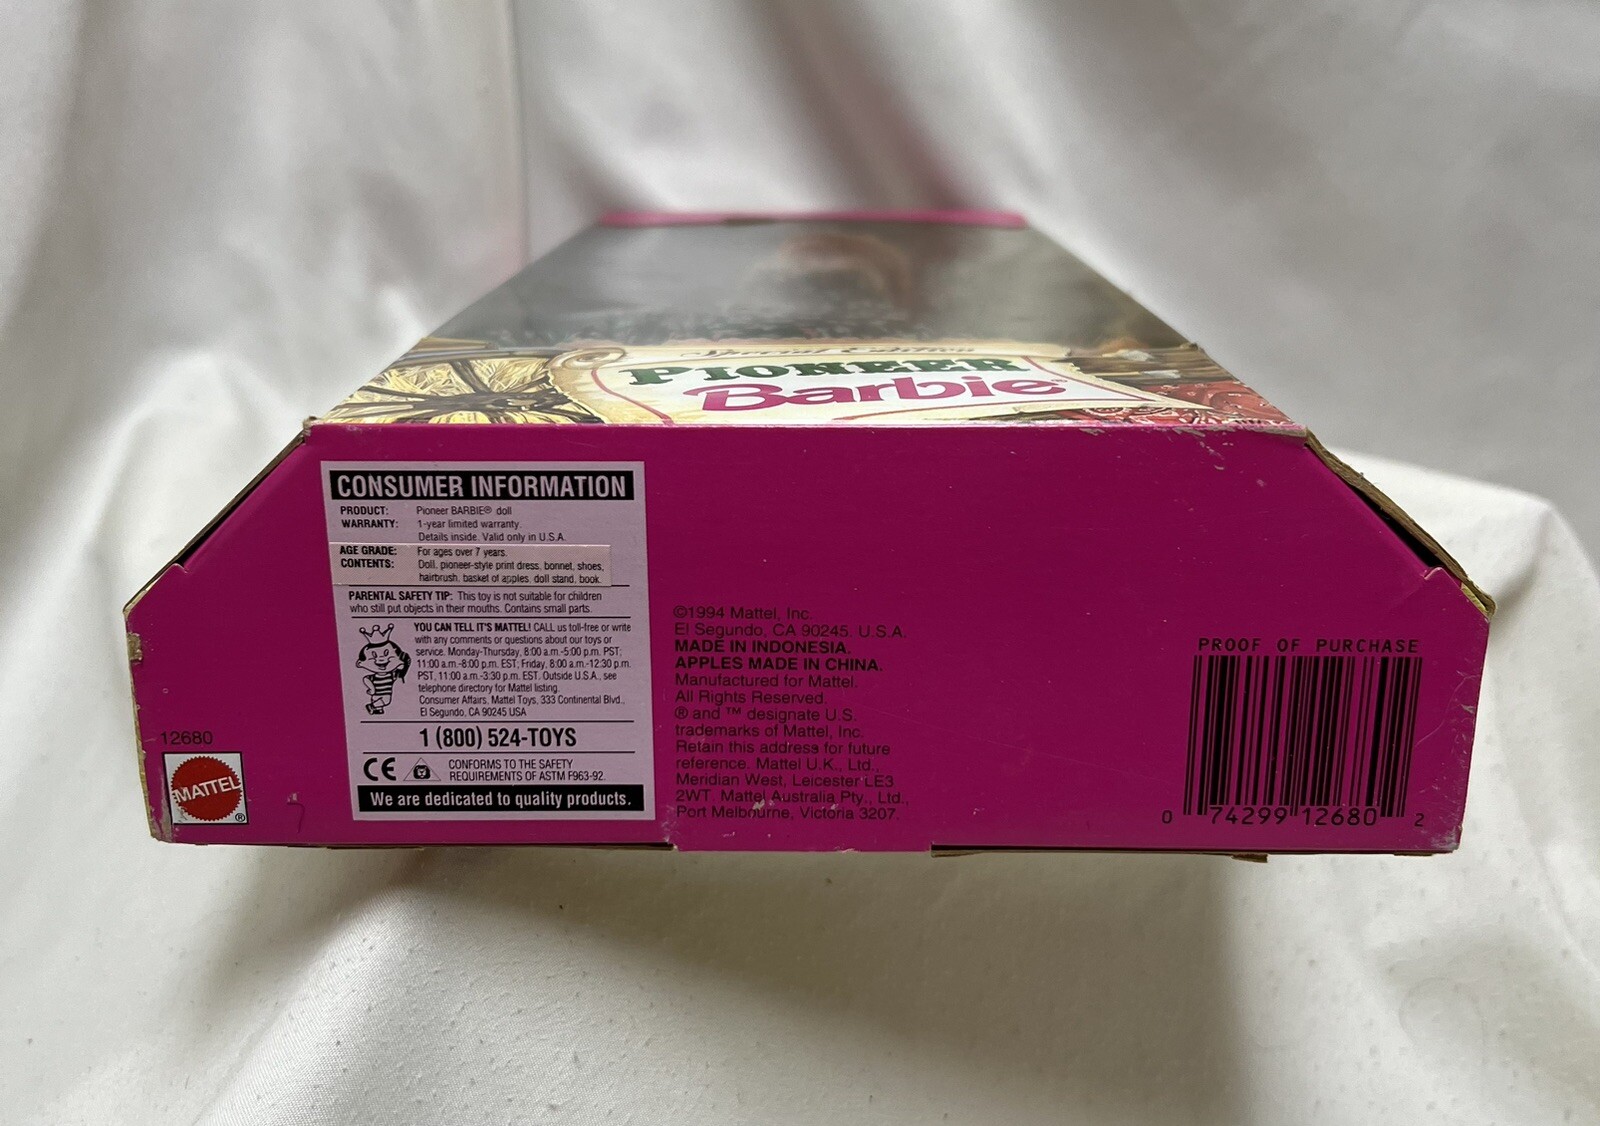 Special Edition
PIONEER
Barbie™
CONSUMER INFORMATION
PRODUCT: Pioneer BARBIE® doll
WARRANTY: 1-year limited warranty.
Details inside. Valid only in U.S.A.
AGE GRADE: For ages over 7 years.
CONTENTS: Doll, pioneer-style print dress, bonnet, shoes,
hairbrush, basket of apples, doll stand, book.
PARENTAL SAFETY TIP: This toy is not suitable for children
who still put objects in their mouths. Contains small parts.
YOU CAN TELL IT'S MATTEL! CALL us toll-free or write
with any comments or questions about our toys or
service. Monday-Thursday, 8:00 a.m.-5:00 p.m. PST;
11:00 a.m.-8:00 p.m. EST; Friday, 8:00 a.m.-12:30 p.m.
PST, 11:00 a.m.-3:30 p.m. EST. Outside U.S.A., see
telephone directory for Mattel listing.
Consumer Affairs, Mattel Toys, 333 Continental Blvd.,
El Segundo, CA 90245 USA
1 (800) 524-TOYS
CE CONFORMS TO THE SAFETY
REQUIREMENTS OF ASTM F963-92.
We are dedicated to quality products.
12680
MATTEL®
©1994 Mattel, Inc.
El Segundo, CA 90245. U.S.A.
MADE IN INDONESIA.
APPLES MADE IN CHINA.
Manufactured for Mattel.
All Rights Reserved.
® and ™ designate U.S.
trademarks of Mattel, Inc.
Retain this address for future
reference. Mattel U.K., Ltd.,
Meridian West, Leicester LE3
2WT. Mattel Australia Pty., Ltd.,
Port Melbourne, Victoria 3207.
PROOF OF PURCHASE
0 74299 12680 2